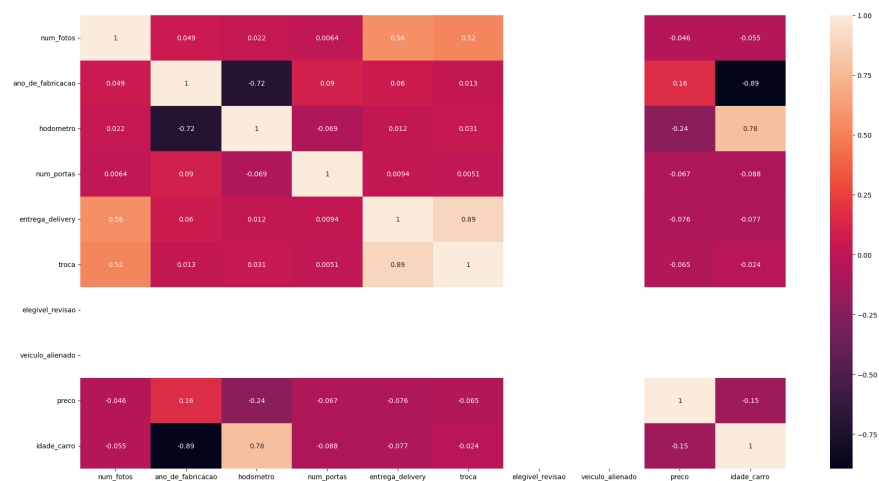 num_fotos 1 0.049 0.022 0.0064 0.56 0.52 -0.046 -0.055
ano_de_fabricacao 0.049 1 -0.72 0.09 0.06 0.013 0.16 -0.89
hodometro 0.022 -0.72 1 -0.069 0.012 0.031 -0.24 0.78
num_portas 0.0064 0.09 -0.069 1 0.0094 0.0051 -0.067 -0.088
entrega_delivery 0.56 0.06 0.012 0.0094 1 0.89 -0.076 -0.077
troca 0.52 0.013 0.031 0.0051 0.89 1 -0.065 -0.024
elegivel_revisao
veiculo_alienado
preco -0.046 0.16 -0.24 -0.067 -0.076 -0.065 1 -0.15
idade_carro -0.055 -0.89 0.78 -0.088 -0.077 -0.024 -0.15 1
num_fotos ano_de_fabricacao hodometro num_portas entrega_delivery troca elegivel_revisao veiculo_alienado preco idade_carro
1.00
0.75
0.50
0.25
0.00
−0.25
−0.50
−0.75